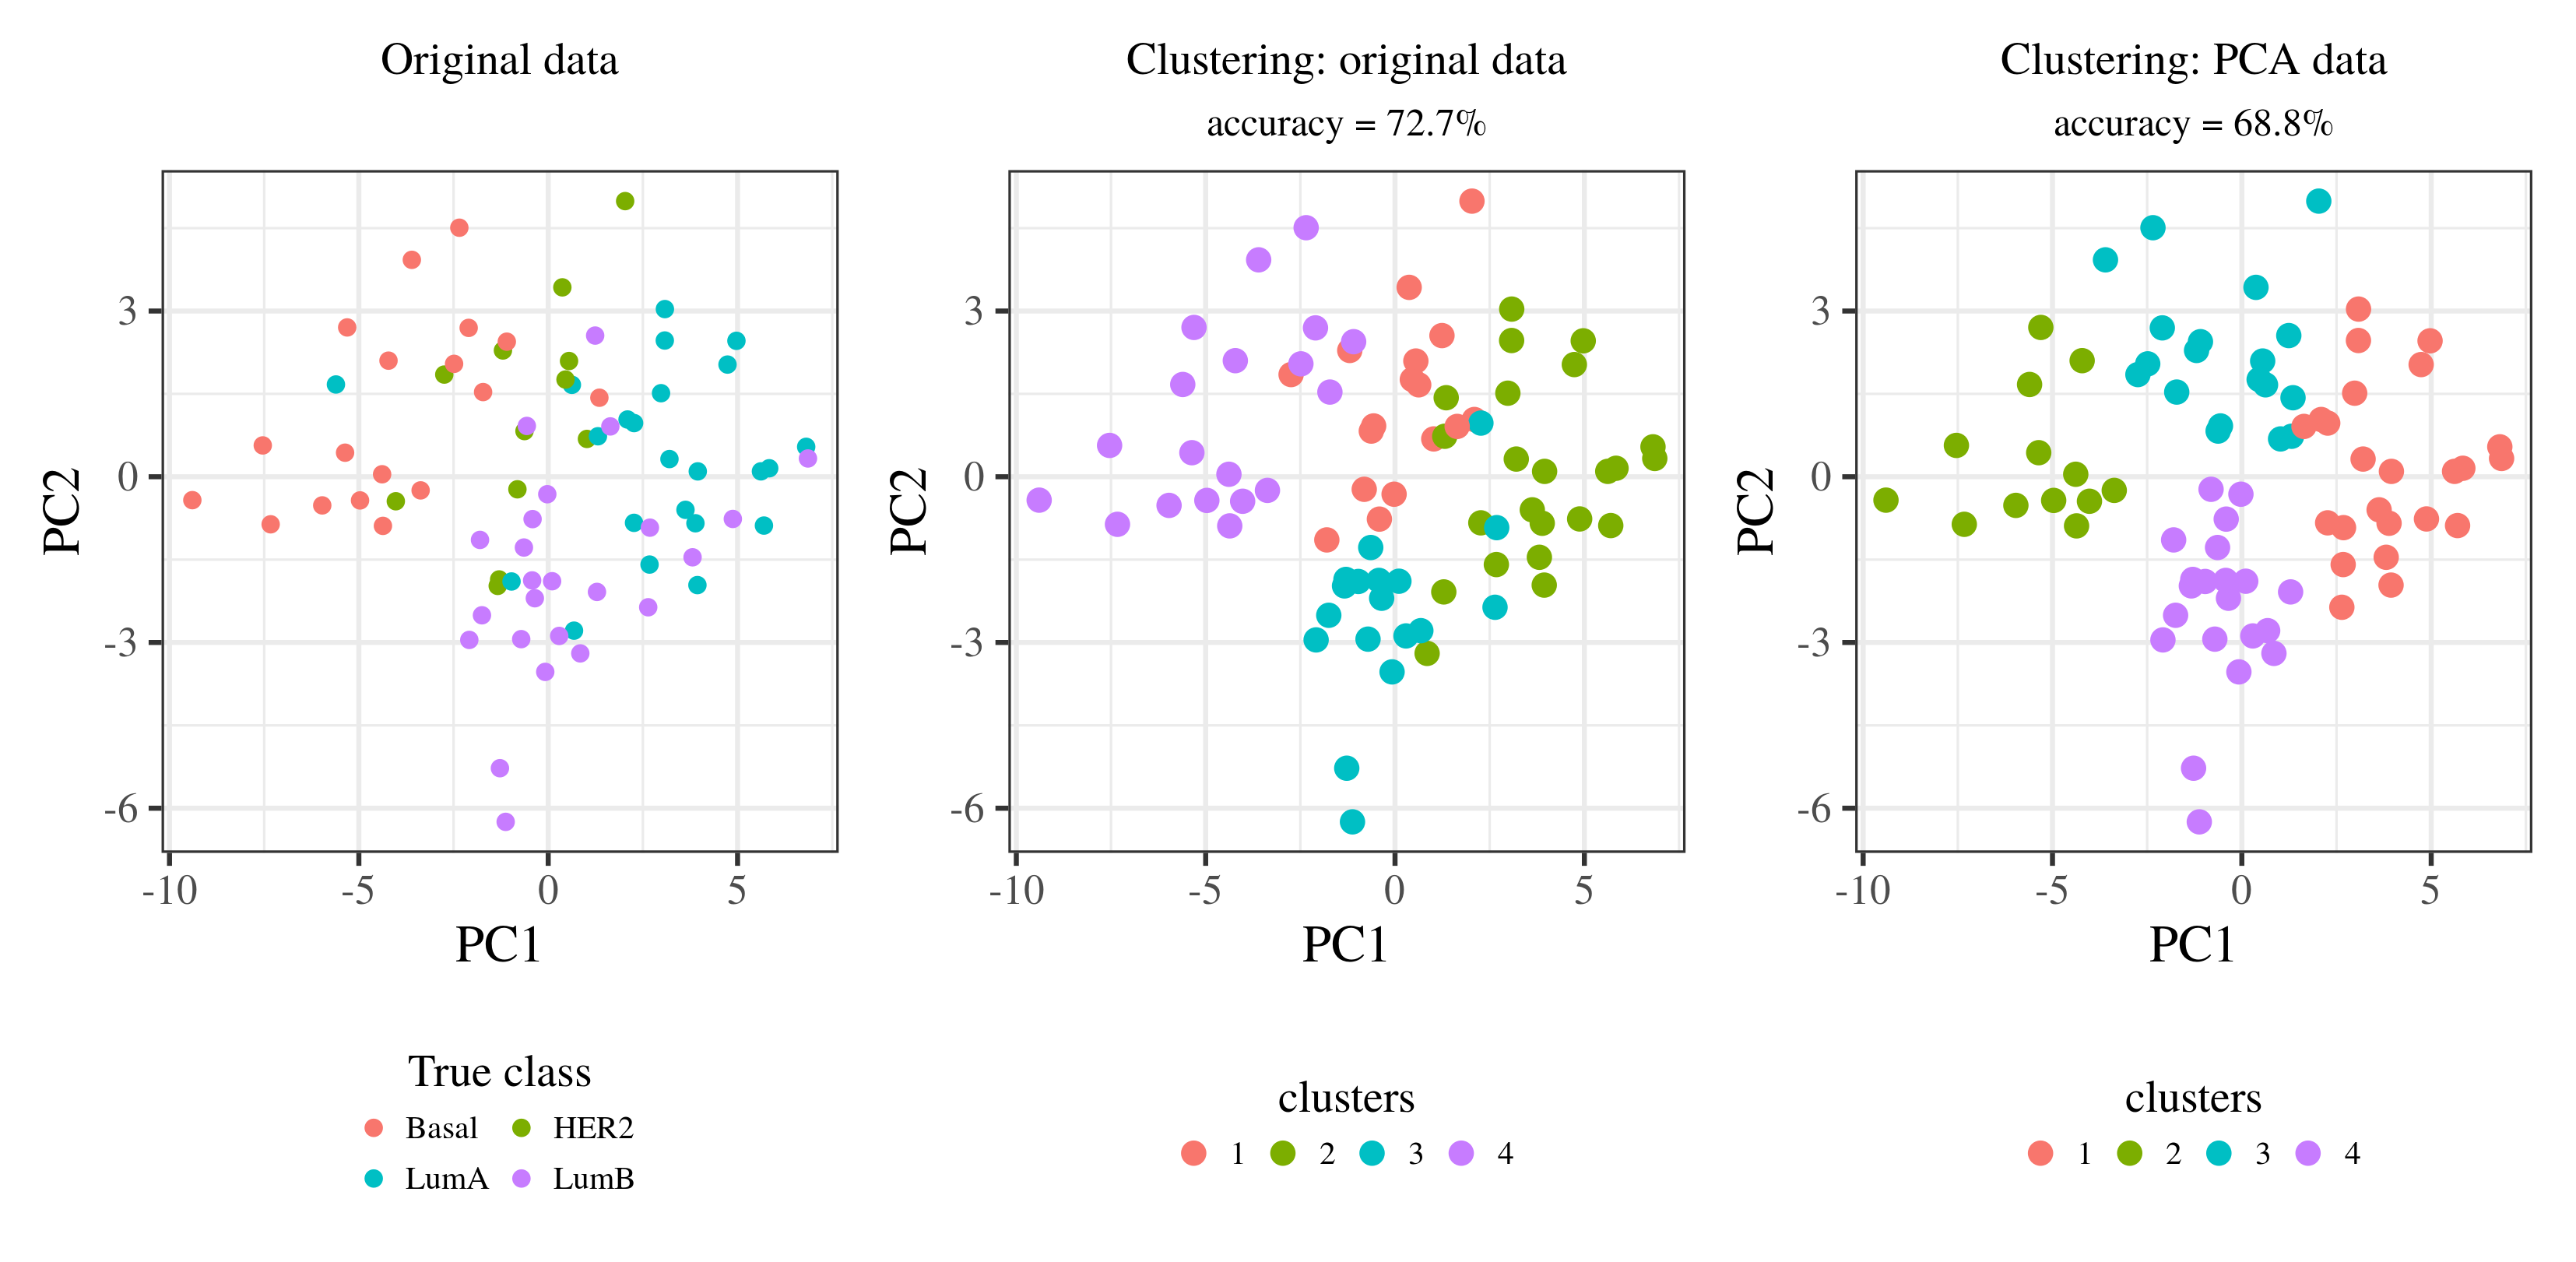 Original data
Clustering: original data
Clustering: PCA data
accuracy = 72.7%
accuracy = 68.8%
PC2
3
0
-3
-6
-10 -5 0 5
PC1
PC2
3
0
-3
-6
-10 -5 0 5
PC1
PC2
3
0
-3
-6
-10 -5 0 5
PC1
True class
Basal HER2
LumA LumB
clusters
1 2 3 4
clusters
1 2 3 4